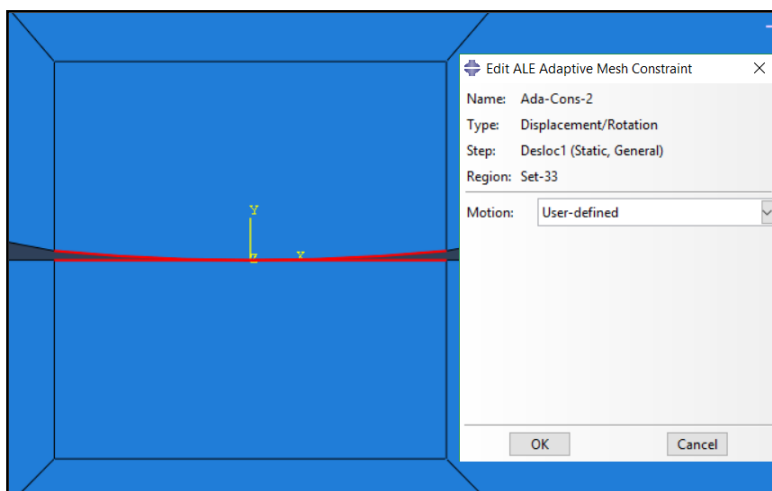 Edit ALE Adaptive Mesh Constraint
Name: Ada-Cons-2
Type: Displacement/Rotation
Step: Desloc1 (Static, General)
Region: Set-33
Motion: User-defined
Y
Z X
OK Cancel